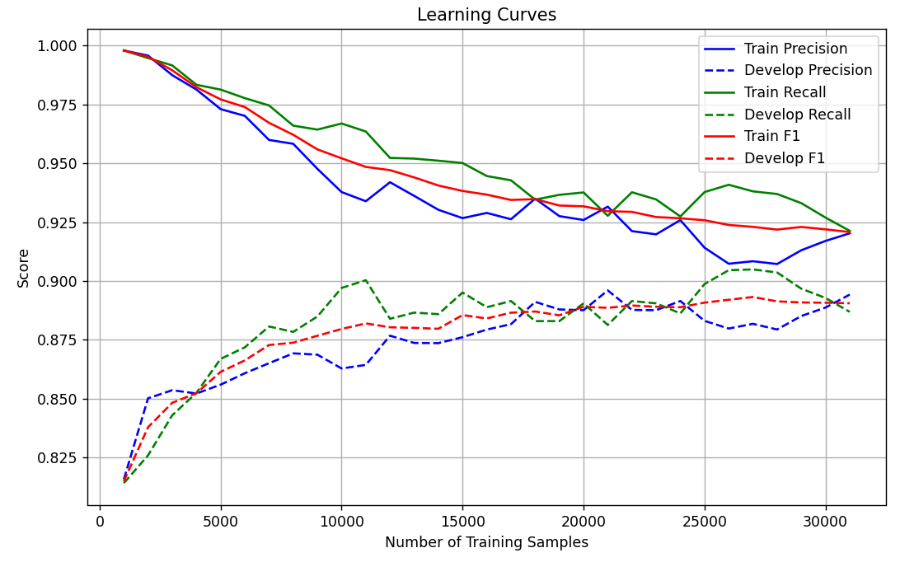 Learning Curves
1.000
0.975
0.950
0.925
0.900
0.875
0.850
0.825
Score
Train Precision
Develop Precision
Train Recall
Develop Recall
Train F1
Develop F1
0 5000 10000 15000 20000 25000 30000
Number of Training Samples